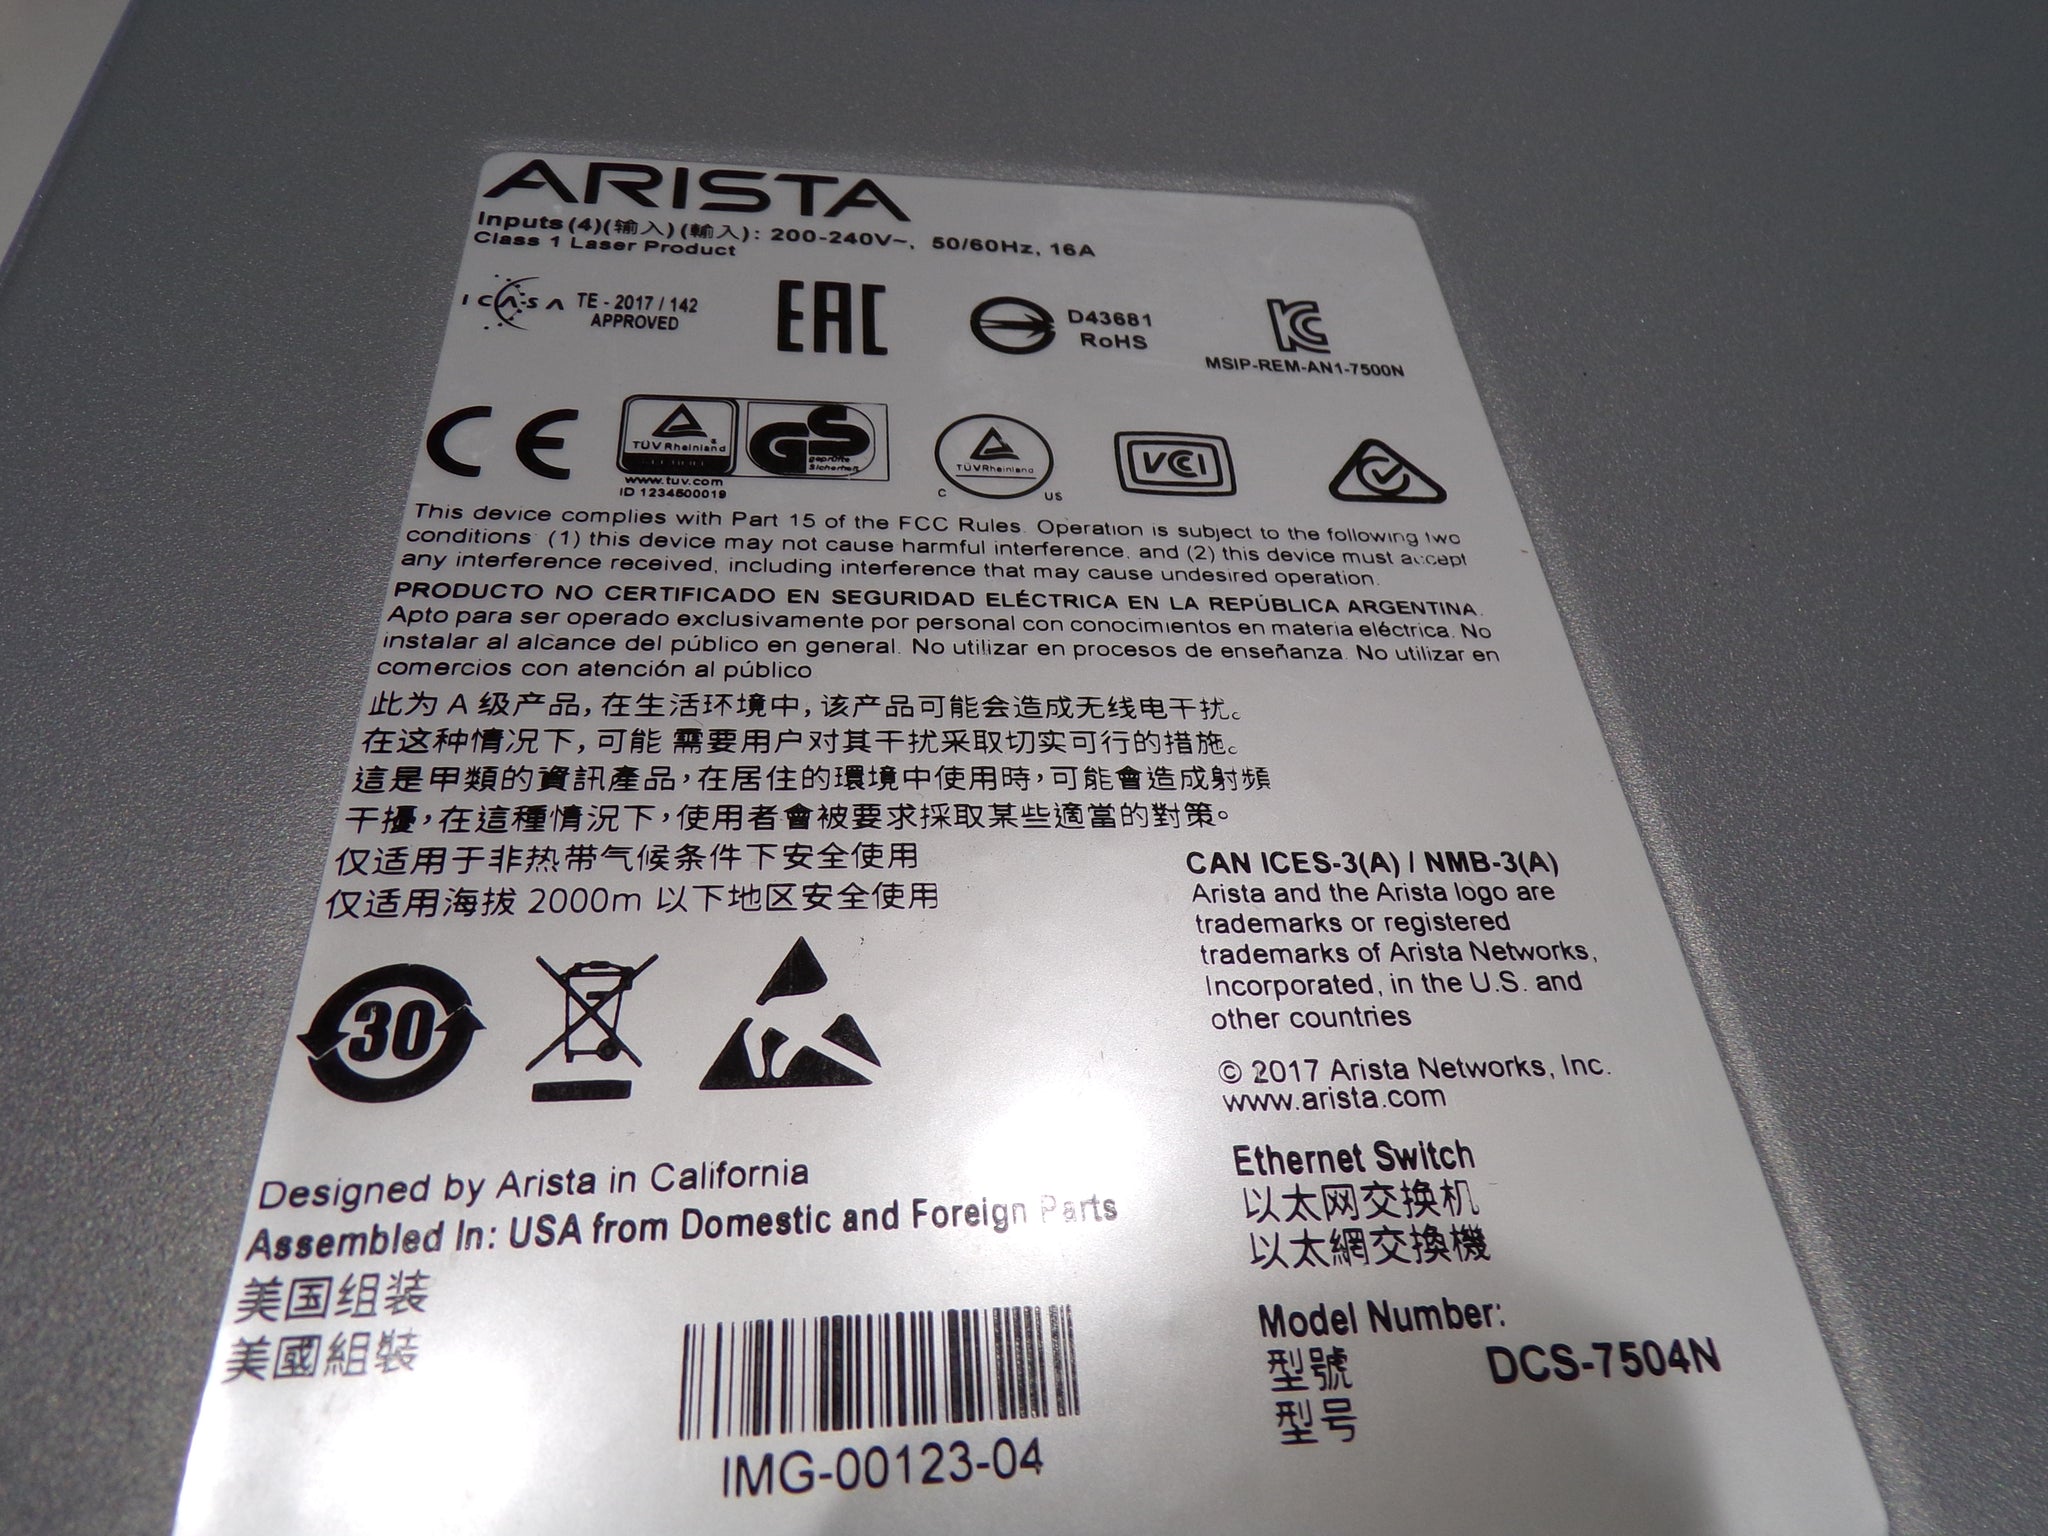 ARISTA
Inputs (4)(输入)(輸入): 200-240V~, 50/60Hz, 16A
Class 1 Laser Product
ICASA TE - 2017 / 142
APPROVED
EAC
D43681
RoHS
KC
MSIP-REM-AN1-7500N
CE
TÜV Rheinland
www.tuv.com
ID 1234500019
GS
geprüfte
Sicherheit
TÜVRheinland
C US
VCCI
This device complies with Part 15 of the FCC Rules. Operation is subject to the following two
conditions: (1) this device may not cause harmful interference, and (2) this device must accept
any interference received, including interference that may cause undesired operation.
PRODUCTO NO CERTIFICADO EN SEGURIDAD ELÉCTRICA EN LA REPÚBLICA ARGENTINA.
Apto para ser operado exclusivamente por personal con conocimientos en materia eléctrica. No
instalar al alcance del público en general. No utilizar en procesos de enseñanza. No utilizar en
comercios con atención al público
此为 A 级产品, 在生活环境中, 该产品可能会造成无线电干扰。
在这种情况下, 可能 需要用户对其干扰采取切实可行的措施。
這是甲類的資訊產品, 在居住的環境中使用時, 可能會造成射頻
干擾, 在這種情況下, 使用者會被要求採取某些適當的對策。
仅适用于非热带气候条件下安全使用
仅适用海拔 2000m 以下地区安全使用
30
CAN ICES-3(A) / NMB-3(A)
Arista and the Arista logo are
trademarks or registered
trademarks of Arista Networks,
Incorporated, in the U.S. and
other countries
© 2017 Arista Networks, Inc.
www.arista.com
Designed by Arista in California
Assembled In: USA from Domestic and Foreign Parts
美国组装
美國組裝
Ethernet Switch
以太网交换机
以太網交換機
Model Number:
型號
型号
DCS-7504N
IMG-00123-04